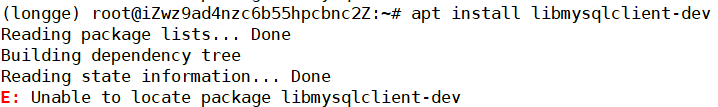 (longge) root@iZwz9ad4nzc6b55hpcbnc2Z:~# apt install libmysqlclient-dev
Reading package lists... Done
Building dependency tree
Reading state information... Done
E: Unable to locate package libmysqlclient-dev